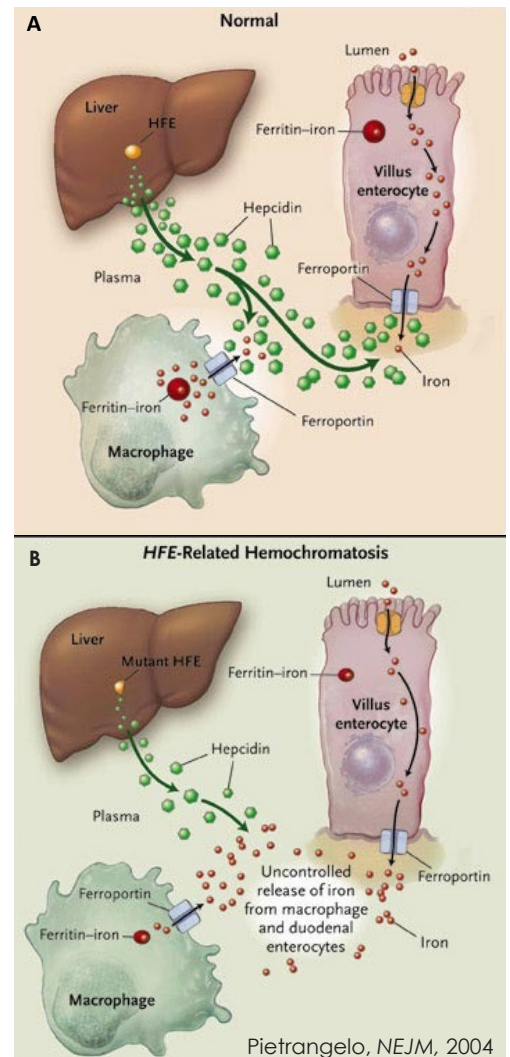 A
Normal
Lumen
Liver
HFE
Ferritin–iron
Villus
enterocyte
Hepcidin
Plasma
Ferroportin
Iron
Ferritin–iron
Ferroportin
Macrophage
B
HFE-Related Hemochromatosis
Lumen
Liver
Mutant HFE
Ferritin–iron
Villus
enterocyte
Hepcidin
Plasma
Uncontrolled
release of iron
from macrophage
and duodenal
enterocytes
Ferroportin
Ferroportin
Ferritin–iron
Iron
Macrophage
Pietrangelo, NEJM, 2004